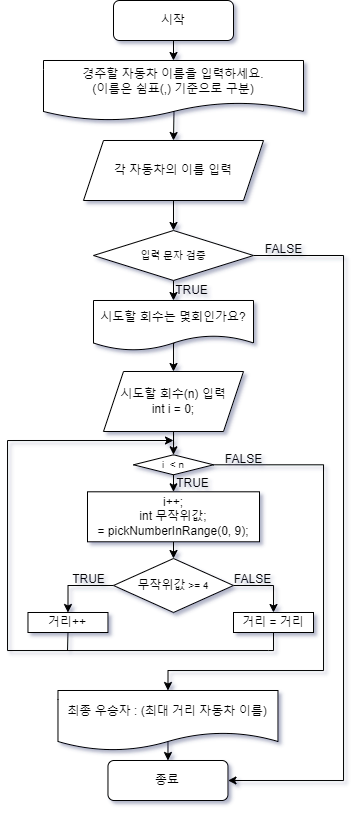 시작
경주할 자동차 이름을 입력하세요.
(이름은 쉼표(,) 기준으로 구분)
각 자동차의 이름 입력
입력 문자 검증
FALSE
TRUE
시도할 회수는 몇회인가요?
시도할 회수(n) 입력
int i = 0;
i < n
FALSE
TRUE
i++;
int 무작위값;
= pickNumberInRange(0, 9);
무작위값 >= 4
TRUE
FALSE
거리++
거리 = 거리
최종 우승자 : (최대 거리 자동차 이름)
종료